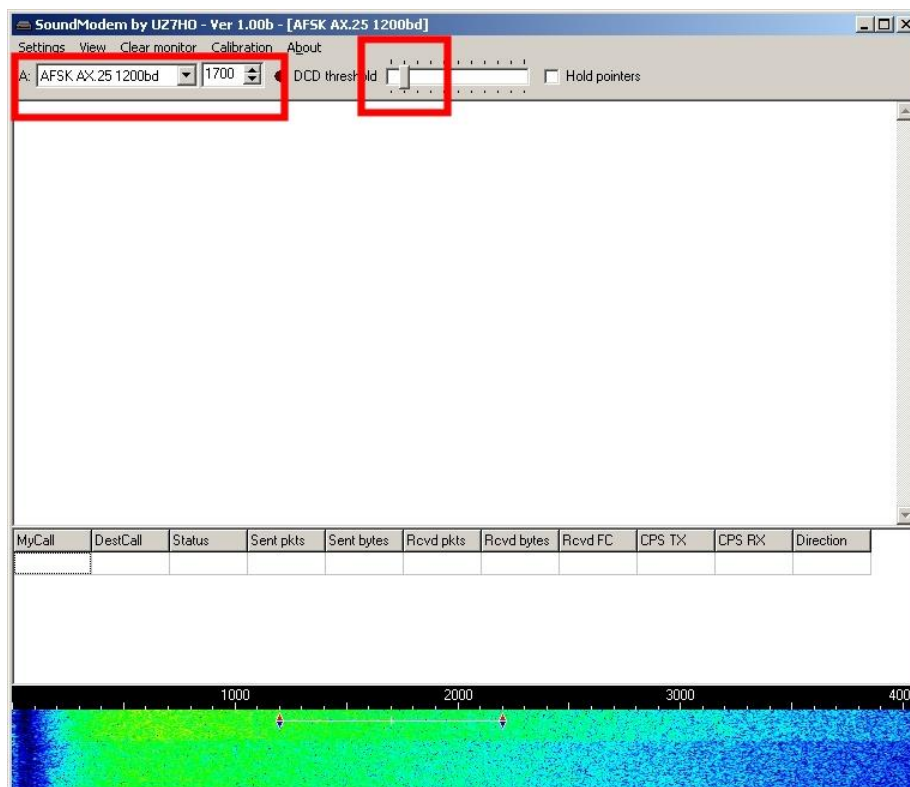 SoundModem by UZ7HO - Ver 1.00b - [AFSK AX.25 1200bd]
Settings View Clear monitor Calibration About
A: AFSK AX.25 1200bd 1700 DCD threshold Hold pointers
MyCall DestCall Status Sent pkts Sent bytes Rcvd pkts Rcvd bytes Rcvd FC CPS TX CPS RX Direction
1000 2000 3000 400